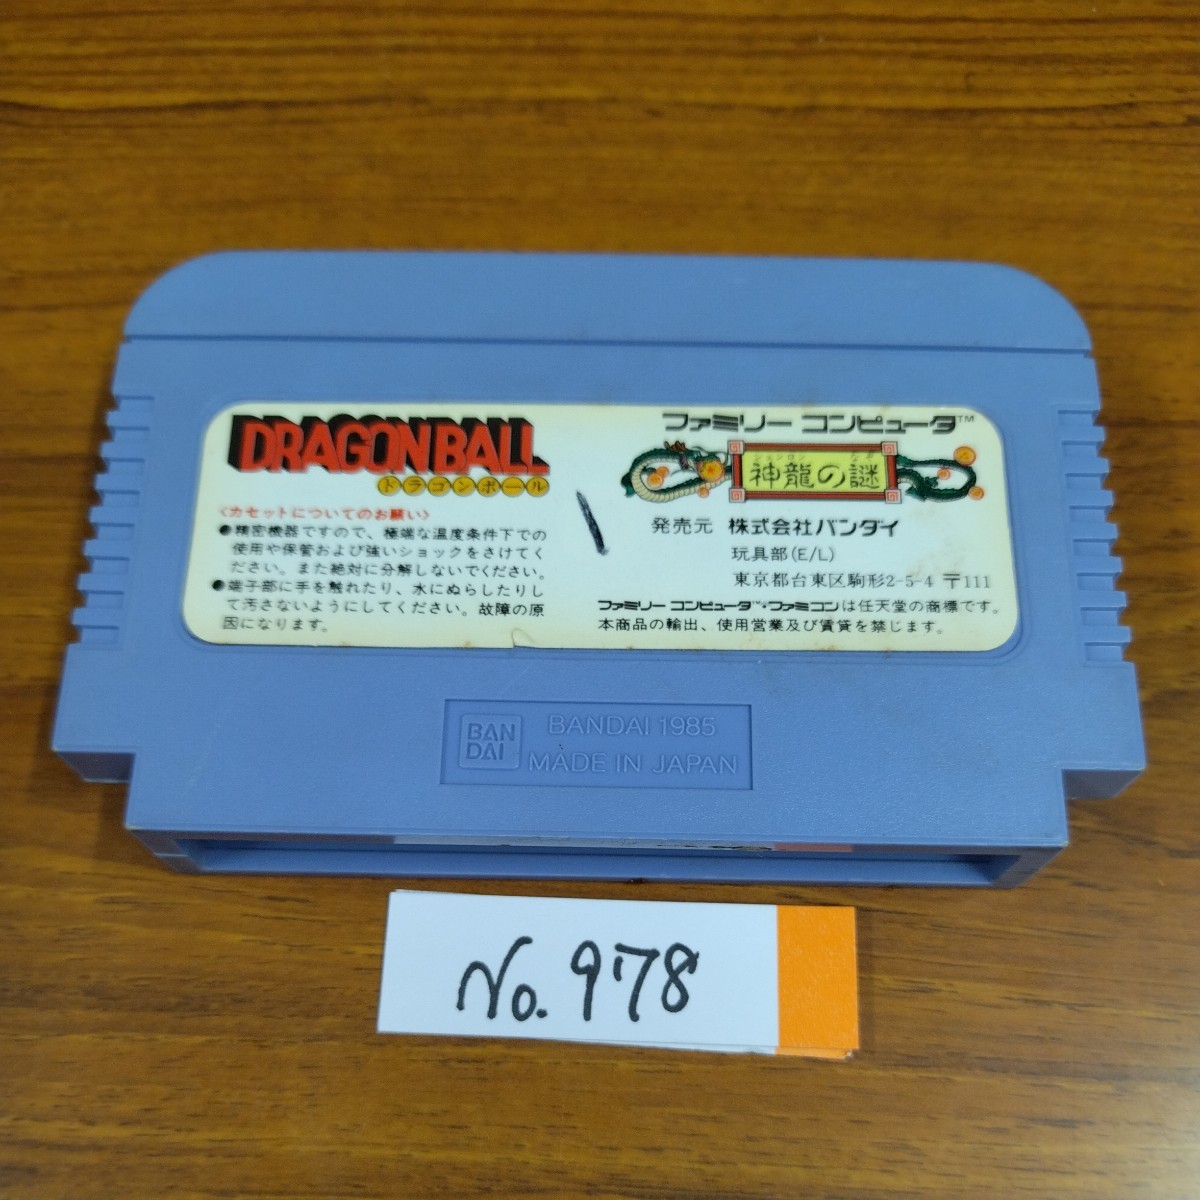 DRAGONBALL
ドラゴンボール
〈カセットについてのお願い〉
●精密機器ですので、極端な温度条件下での
使用や保管および強いショックをさけてく
ださい。また絶対に分解しないでください。
●端子部に手を触れたり、水にぬらしたりし
て汚さないようにしてください。故障の原
因になります。
ファミリー コンピュータ™
シェンロン なぞ
神龍の謎
発売元 株式会社バンダイ
玩具部(E/L)
東京都台東区駒形2-5-4 〒111
ファミリー コンピュータ™・ファミコンは任天堂の商標です。
本商品の輸出、使用営業及び賃貸を禁じます。
BAN
DAI
BANDAI 1985
MADE IN JAPAN
No.978